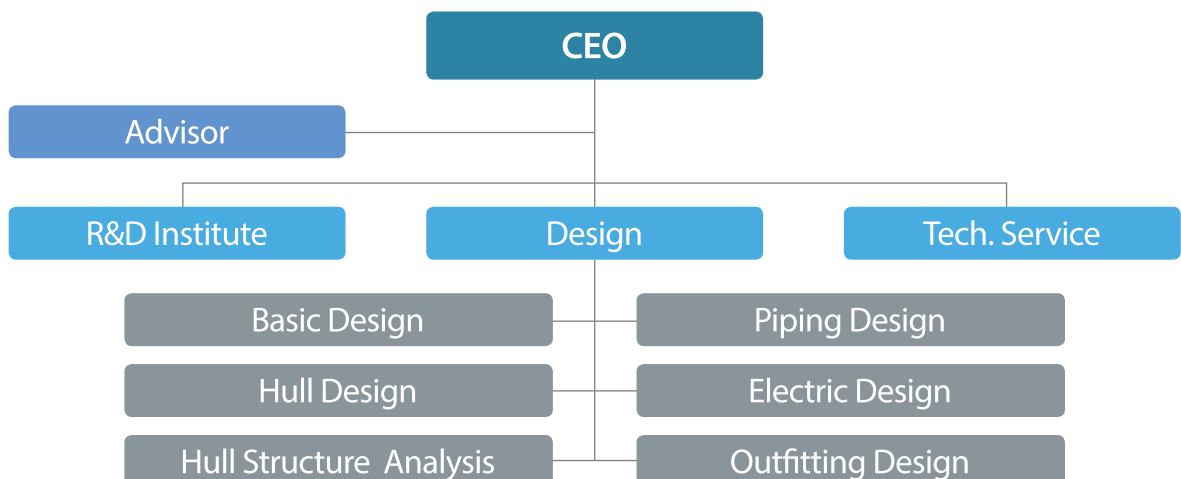 CEO
Advisor
R&D Institute
Design
Tech. Service
Basic Design
Piping Design
Hull Design
Electric Design
Hull Structure Analysis
Outfitting Design